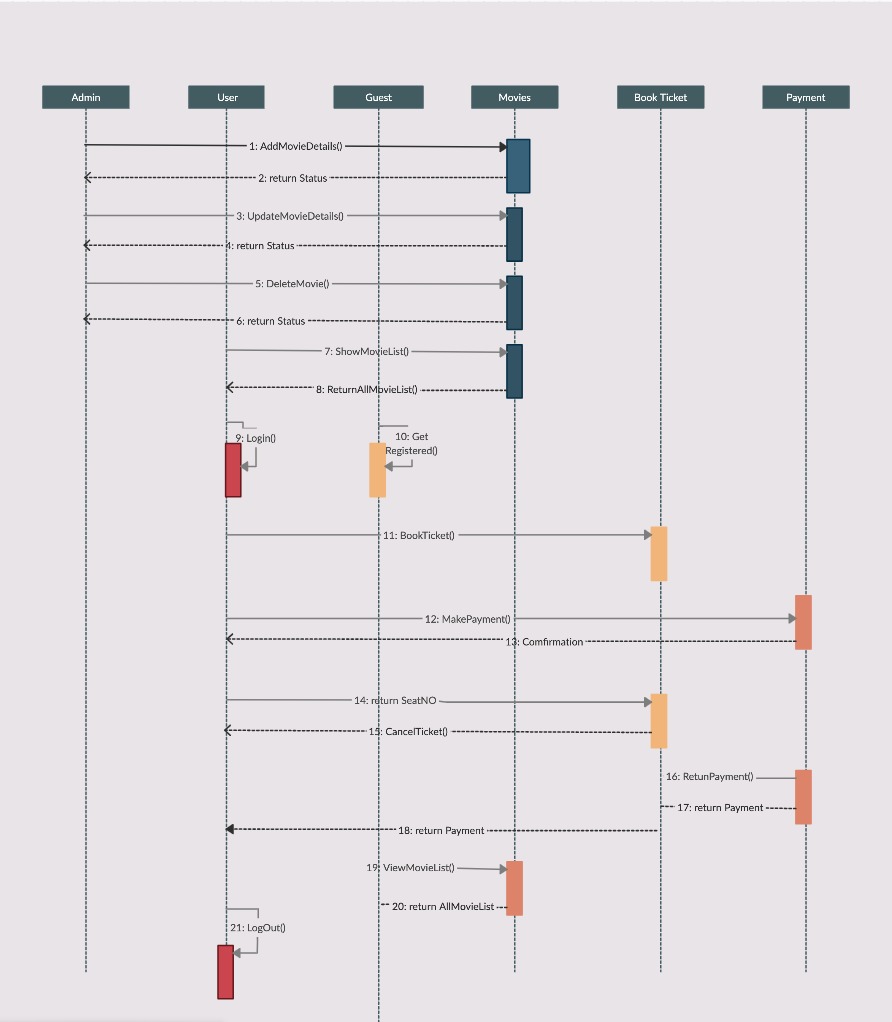 Admin
User
Guest
Movies
Book Ticket
Payment
1: AddMovieDetails()
2: return Status
3: UpdateMovieDetails()
4: return Status
5: DeleteMovie()
6: return Status
7: ShowMovieList()
8: ReturnAllMovieList()
9: Login()
10: Get
Registered()
11: BookTicket()
12: MakePayment()
13: Comfirmation
14: return SeatNO
15: CancelTicket()
16: RetunPayment()
17: return Payment
18: return Payment
19: ViewMovieList()
20: return AllMovieList
21: LogOut()